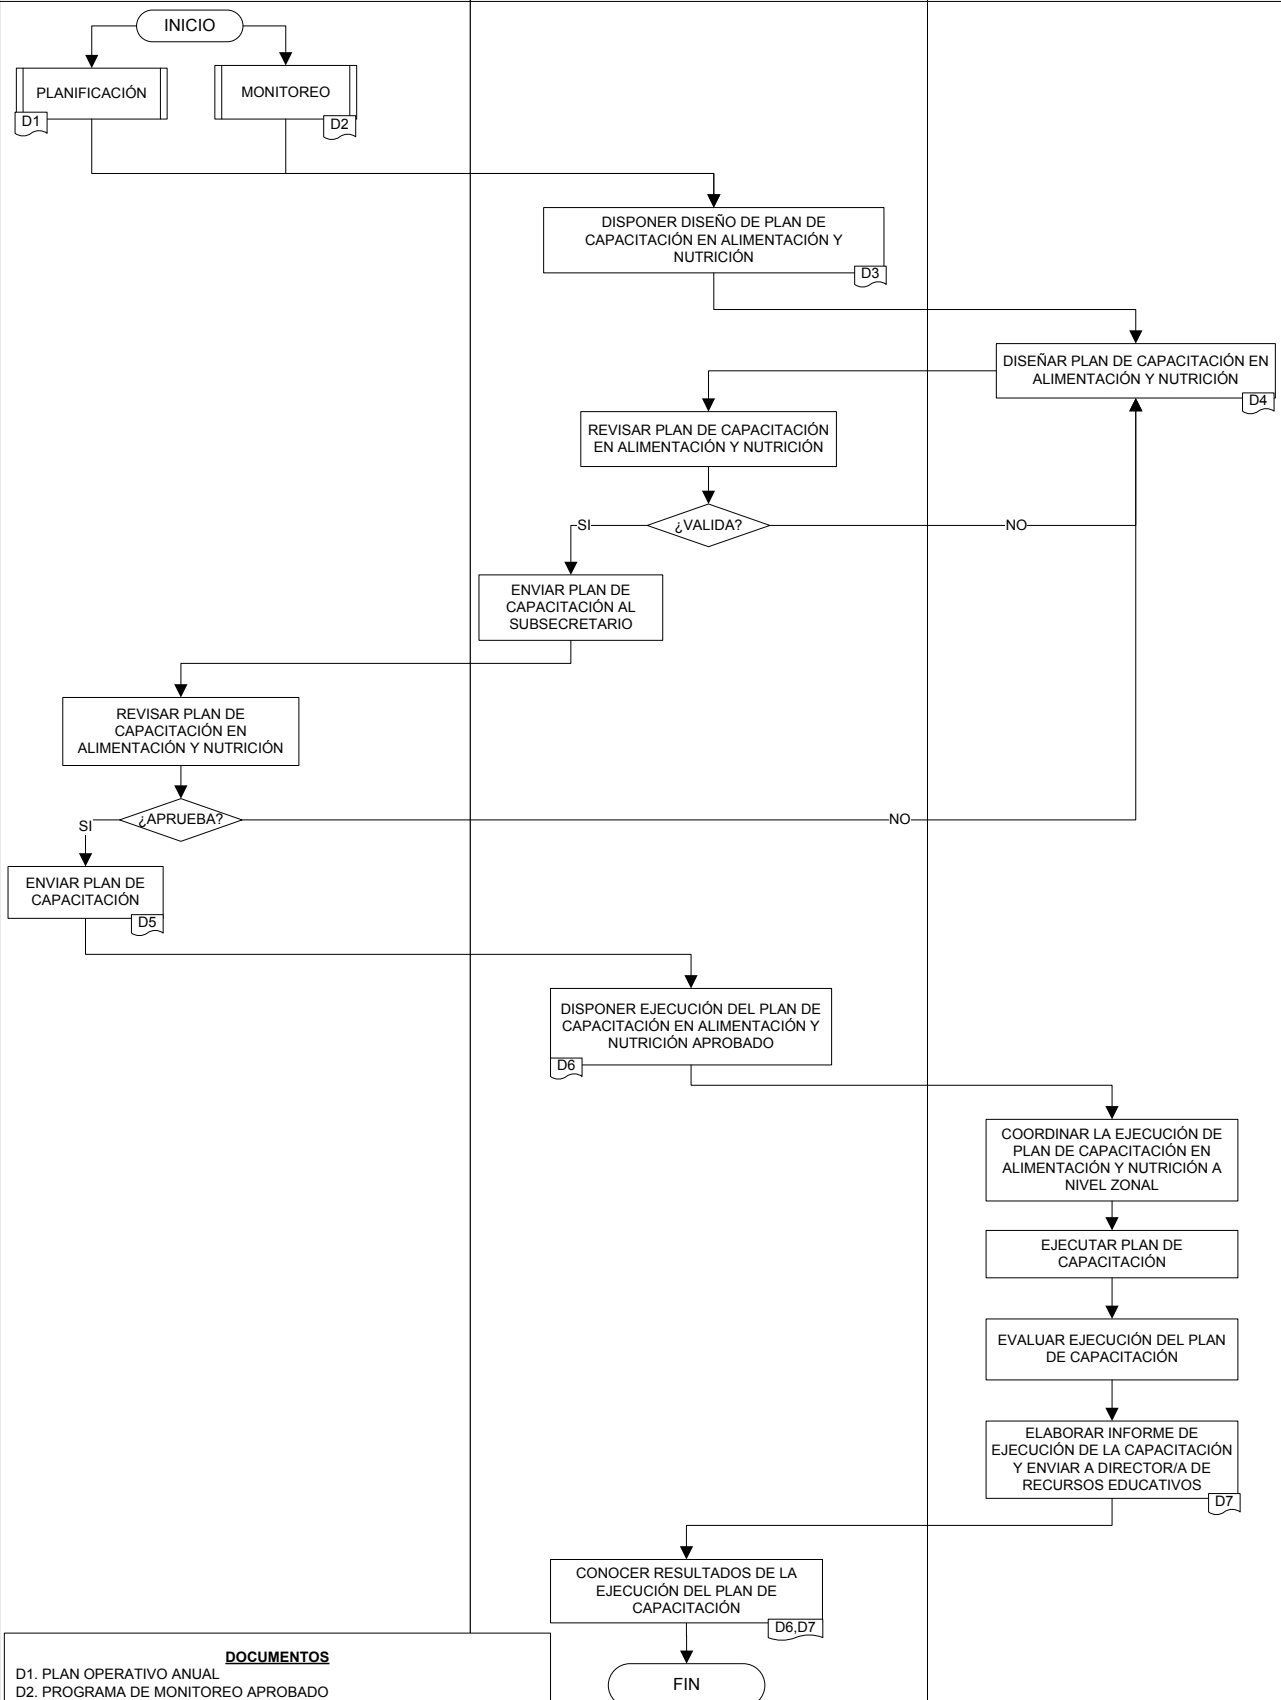 INICIO
PLANIFICACIÓN
D1
MONITOREO
D2
DISPONER DISEÑO DE PLAN DE
CAPACITACIÓN EN ALIMENTACIÓN Y
NUTRICIÓN
D3
DISEÑAR PLAN DE CAPACITACIÓN EN
ALIMENTACIÓN Y NUTRICIÓN
D4
REVISAR PLAN DE CAPACITACIÓN
EN ALIMENTACIÓN Y NUTRICIÓN
SI
¿VALIDA?
NO
ENVIAR PLAN DE
CAPACITACIÓN AL
SUBSECRETARIO
REVISAR PLAN DE
CAPACITACIÓN EN
ALIMENTACIÓN Y NUTRICIÓN
SI
¿APRUEBA?
NO
ENVIAR PLAN DE
CAPACITACIÓN
D5
DISPONER EJECUCIÓN DEL PLAN DE
CAPACITACIÓN EN ALIMENTACIÓN Y
NUTRICIÓN APROBADO
D6
COORDINAR LA EJECUCIÓN DE
PLAN DE CAPACITACIÓN EN
ALIMENTACIÓN Y NUTRICIÓN A
NIVEL ZONAL
EJECUTAR PLAN DE
CAPACITACIÓN
EVALUAR EJECUCIÓN DEL PLAN
DE CAPACITACIÓN
ELABORAR INFORME DE
EJECUCIÓN DE LA CAPACITACIÓN
Y ENVIAR A DIRECTOR/A DE
RECURSOS EDUCATIVOS
D7
CONOCER RESULTADOS DE LA
EJECUCIÓN DEL PLAN DE
CAPACITACIÓN
D6,D7
FIN
DOCUMENTOS
D1. PLAN OPERATIVO ANUAL
D2. PROGRAMA DE MONITOREO APROBADO